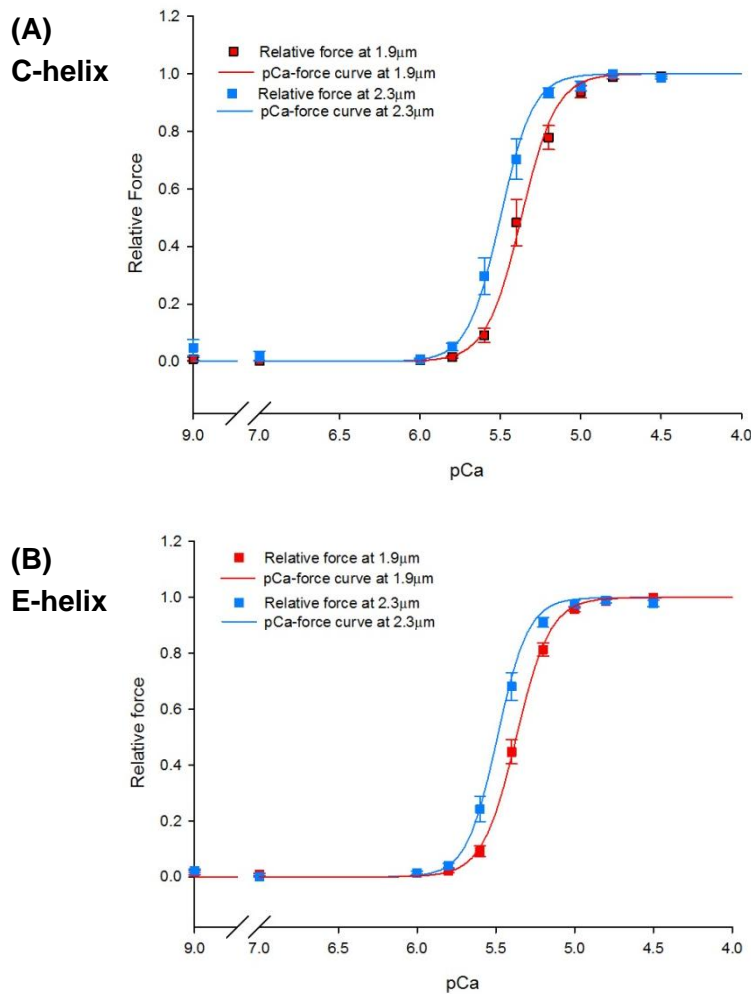 (A)
C-helix
Relative force at 1.9µm
pCa-force curve at 1.9µm
Relative force at 2.3µm
pCa-force curve at 2.3µm
1.2
1.0
0.8
0.6
0.4
0.2
0.0
Relative Force
9.0 7.0 6.5 6.0 5.5 5.0 4.5 4.0
pCa
(B)
E-helix
Relative force at 1.9µm
pCa-force curve at 1.9µm
Relative force at 2.3µm
pCa-force curve at 2.3µm
1.2
1.0
0.8
0.6
0.4
0.2
0.0
Relative force
9.0 7.0 6.5 6.0 5.5 5.0 4.5 4.0
pCa